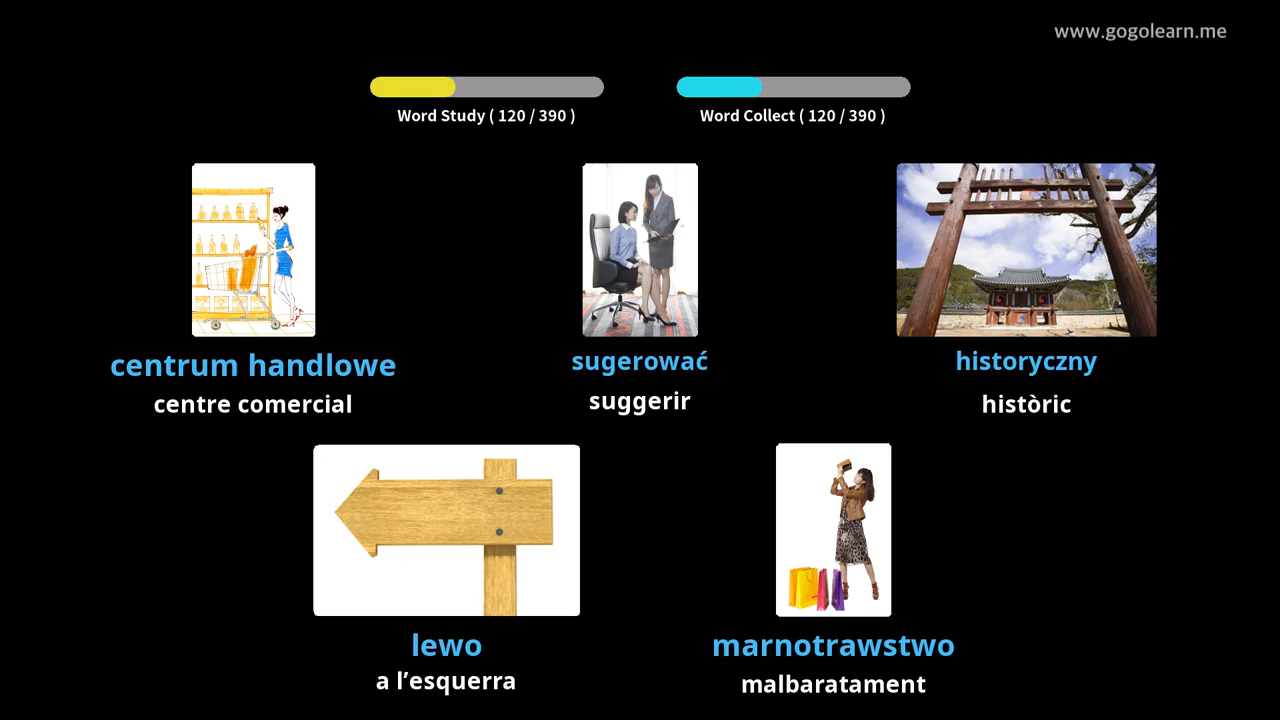 www.gogolearn.me
Word Study ( 120 / 390 )
Word Collect ( 120 / 390 )
centrum handlowe
centre comercial
sugerować
suggerir
historyczny
històric
lewo
a l’esquerra
marnotrawstwo
malbaratament